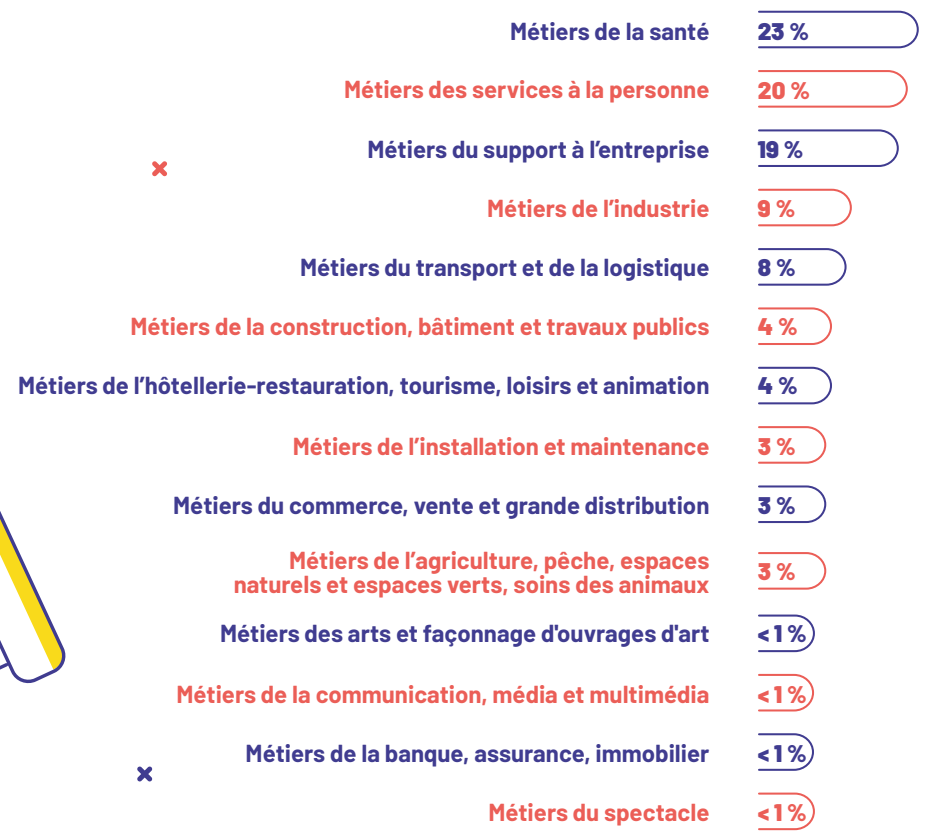 Métiers de la santé 23 %
Métiers des services à la personne 20 %
Métiers du support à l’entreprise 19 %
Métiers de l’industrie 9 %
Métiers du transport et de la logistique 8 %
Métiers de la construction, bâtiment et travaux publics 4 %
Métiers de l’hôtellerie-restauration, tourisme, loisirs et animation 4 %
Métiers de l’installation et maintenance 3 %
Métiers du commerce, vente et grande distribution 3 %
Métiers de l’agriculture, pêche, espaces
naturels et espaces verts, soins des animaux 3 %
Métiers des arts et façonnage d'ouvrages d'art < 1 %
Métiers de la communication, média et multimédia < 1 %
Métiers de la banque, assurance, immobilier < 1 %
Métiers du spectacle < 1 %